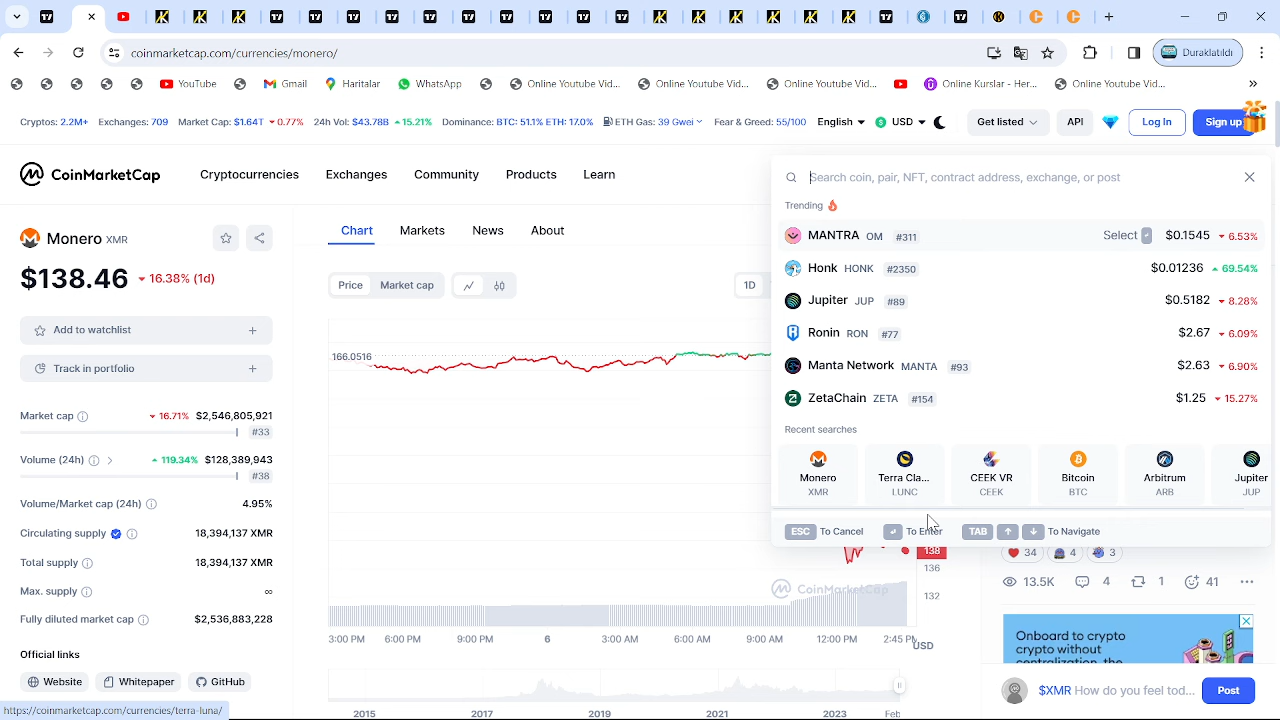 coinmarketcap.com/currencies/monero/
Duraklatıldı
YouTube
Gmail
Haritalar
WhatsApp
Online Youtube Vid...
Online Youtube Vid...
Online Youtube Vid...
Online Kurslar - Her...
Online Youtube Vid...
Cryptos: 2.2M+ Exchanges: 709 Market Cap: $1.64T 0.77% 24h Vol: $43.78B 15.21% Dominance: BTC: 51.1% ETH: 17.0% ETH Gas: 39 Gwei Fear & Greed: 55/100 English USD Get listed API Log In Sign up
CoinMarketCap Cryptocurrencies Exchanges Community Products Learn
Search coin, pair, NFT, contract address, exchange, or post
Trending
MANTRA OM #311 Select $0.1545 6.53%
Honk HONK #2350 $0.01236 69.54%
Jupiter JUP #89 $0.5182 8.28%
Ronin RON #77 $2.67 6.09%
Manta Network MANTA #93 $2.63 6.90%
ZetaChain ZETA #154 $1.25 15.27%
Recent searches
Monero Terra Cla... CEEK VR Bitcoin Arbitrum Jupiter
XMR LUNC CEEK BTC ARB JUP
ESC To Cancel To Enter TAB To Navigate
Monero XMR
$138.46 16.38% (1d)
Add to watchlist +
Track in portfolio +
Market cap 16.71% $2,546,805,921
#33
Volume (24h) 119.34% $128,389,943
#38
Volume/Market cap (24h) 4.95%
Circulating supply 18,394,137 XMR
Total supply 18,394,137 XMR
Max. supply ∞
Fully diluted market cap $2,536,883,228
Official links
Website Whitepaper GitHub
https://coinmarketcap.com/currencies/terra-luna/
Chart Markets News About
Price Market cap 1D
166.0516
138
136
132
CoinMarketCap
3:00 PM 6:00 PM 9:00 PM 6 3:00 AM 6:00 AM 9:00 AM 12:00 PM 2:45 PM
USD
2015 2017 2019 2021 2023 Feb
34 4 3
13.5K 4 1 41
Onboard to crypto
crypto without
centralization, the
$XMR How do you feel tod... Post